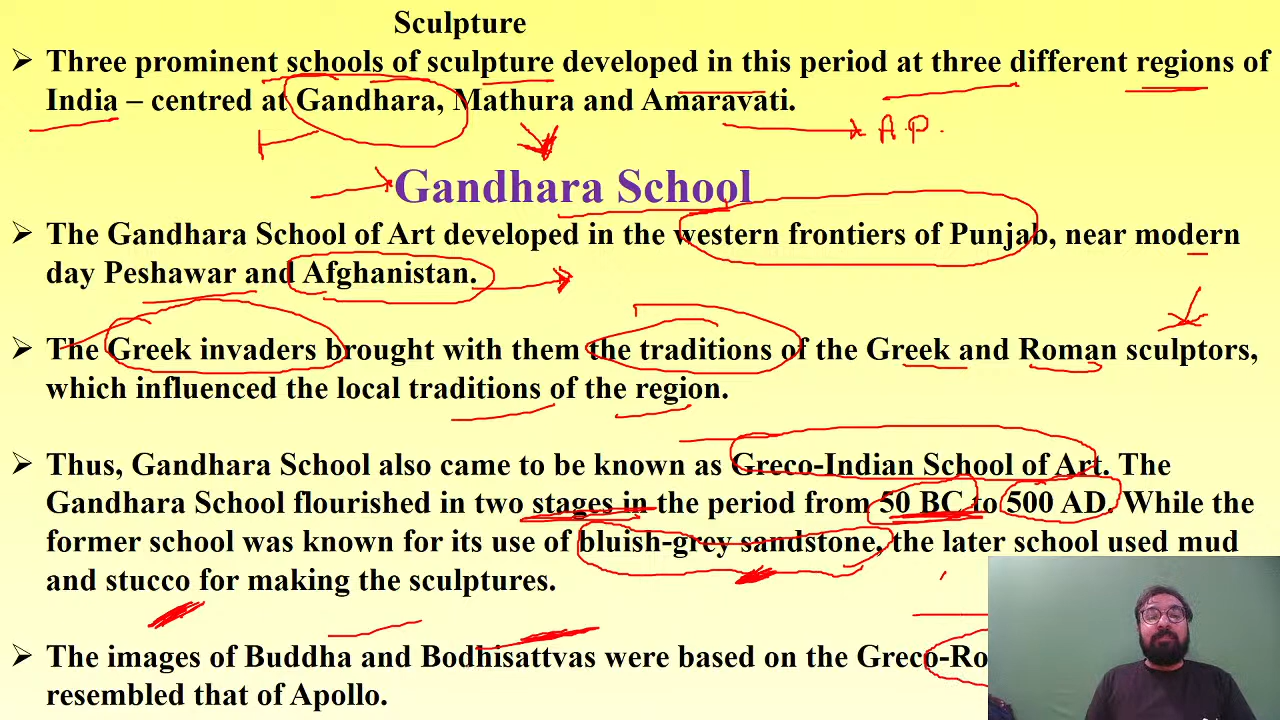 Sculpture
➢ Three prominent schools of sculpture developed in this period at three different regions of
India – centred at Gandhara, Mathura and Amaravati.
A.P.
Gandhara School
➢ The Gandhara School of Art developed in the western frontiers of Punjab, near modern
day Peshawar and Afghanistan.
➢ The Greek invaders brought with them the traditions of the Greek and Roman sculptors,
which influenced the local traditions of the region.
➢ Thus, Gandhara School also came to be known as Greco-Indian School of Art. The
Gandhara School flourished in two stages in the period from 50 BC to 500 AD. While the
former school was known for its use of bluish-grey sandstone, the later school used mud
and stucco for making the sculptures.
➢ The images of Buddha and Bodhisattvas were based on the Greco-Ro
resembled that of Apollo.